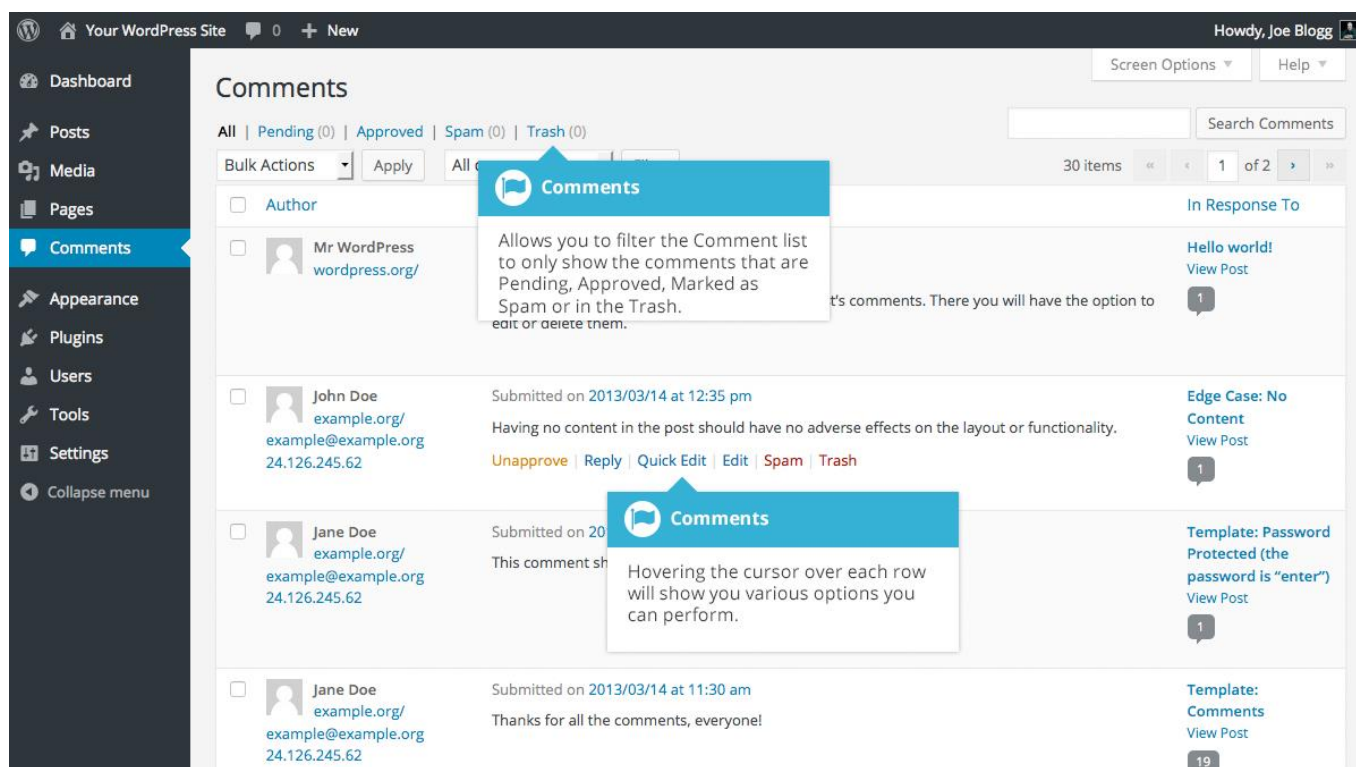 Your WordPress Site 0 + New Howdy, Joe Blogg
Dashboard
Posts
Media
Pages
Comments
Appearance
Plugins
Users
Tools
Settings
Collapse menu
Screen Options Help
Comments
All | Pending (0) | Approved | Spam (0) | Trash (0)
Search Comments
Bulk Actions Apply All
30 items « ‹ 1 of 2 › »
Author In Response To
Comments
Allows you to filter the Comment list
to only show the comments that are
Pending, Approved, Marked as
Spam or in the Trash.
Mr WordPress
wordpress.org/
t's comments. There you will have the option to
edit or delete them.
Hello world!
View Post
1
John Doe
example.org/
example@example.org
24.126.245.62
Submitted on 2013/03/14 at 12:35 pm
Having no content in the post should have no adverse effects on the layout or functionality.
Unapprove | Reply | Quick Edit | Edit | Spam | Trash
Edge Case: No
Content
View Post
1
Comments
Hovering the cursor over each row
will show you various options you
can perform.
Jane Doe
example.org/
example@example.org
24.126.245.62
Submitted on 20
This comment sh
Template: Password
Protected (the
password is “enter”)
View Post
1
Jane Doe
example.org/
example@example.org
24.126.245.62
Submitted on 2013/03/14 at 11:30 am
Thanks for all the comments, everyone!
Template:
Comments
View Post
19